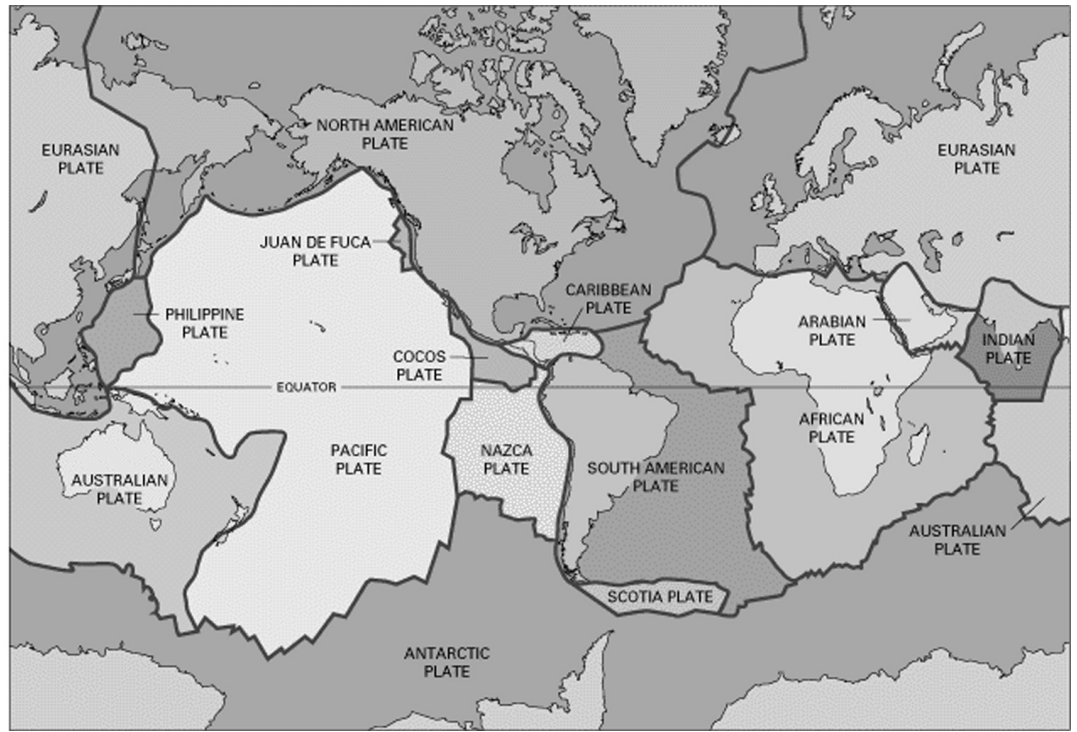 NORTH AMERICAN
PLATE
EURASIAN
PLATE
EURASIAN
PLATE
JUAN DE FUCA
PLATE
CARIBBEAN
PLATE
PHILIPPINE
PLATE
ARABIAN
PLATE
INDIAN
PLATE
COCOS
PLATE
EQUATOR
AFRICAN
PLATE
PACIFIC
PLATE
NAZCA
PLATE
SOUTH AMERICAN
PLATE
AUSTRALIAN
PLATE
AUSTRALIAN
PLATE
SCOTIA PLATE
ANTARCTIC
PLATE